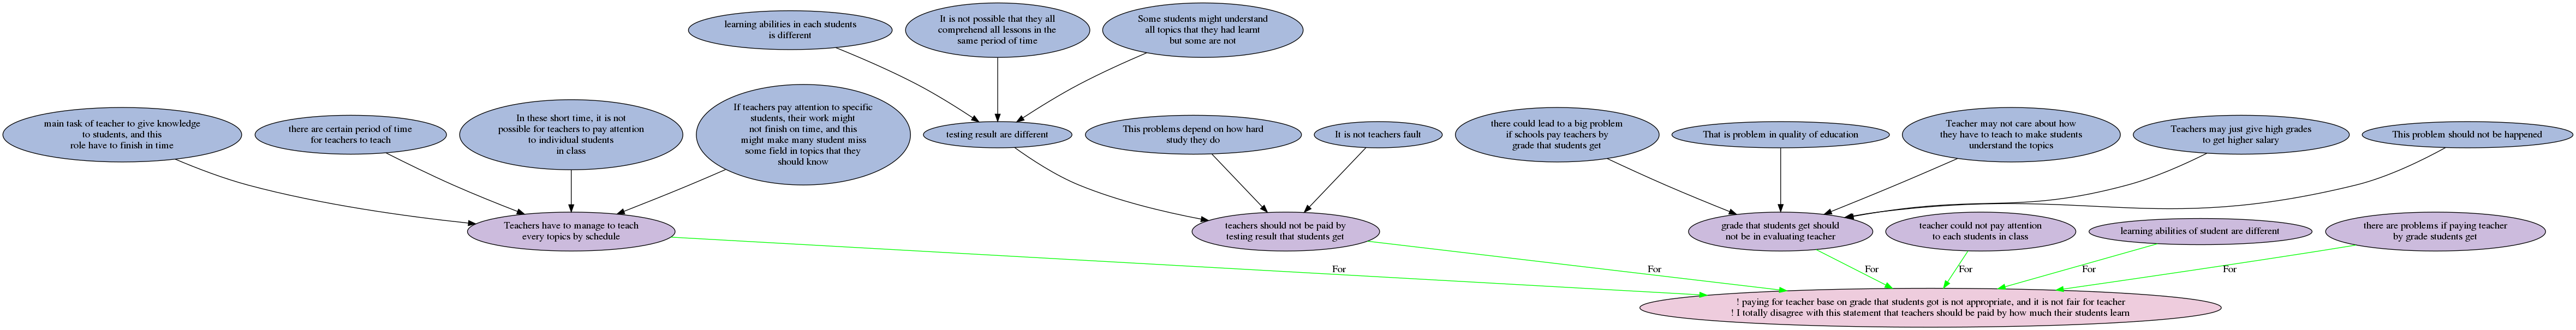 learning abilities in each students
is different
It is not possible that they all
comprehend all lessons in the
same period of time
Some students might understand
all topics that they had learnt
but some are not
main task of teacher to give knowledge
to students, and this
role have to finish in time
there are certain period of time
for teachers to teach
In these short time, it is not
possible for teachers to pay attention
to individual students
in class
If teachers pay attention to specific
students, their work might
not finish on time, and this
might make many student miss
some field in topics that they
should know
testing result are different
This problems depend on how hard
study they do
It is not teachers fault
there could lead to a big problem
if schools pay teachers by
grade that students get
That is problem in quality of education
Teacher may not care about how
they have to teach to make students
understand the topics
Teachers may just give high grades
to get higher salary
This problem should not be happened
Teachers have to manage to teach
every topics by schedule
teachers should not be paid by
testing result that students get
grade that students get should
not be in evaluating teacher
teacher could not pay attention
to each students in class
learning abilities of student are different
there are problems if paying teacher
by grade students get
For
For
For
For
For
For
! paying for teacher base on grade that students got is not appropriate, and it is not fair for teacher
! I totally disagree with this statement that teachers should be paid by how much their students learn